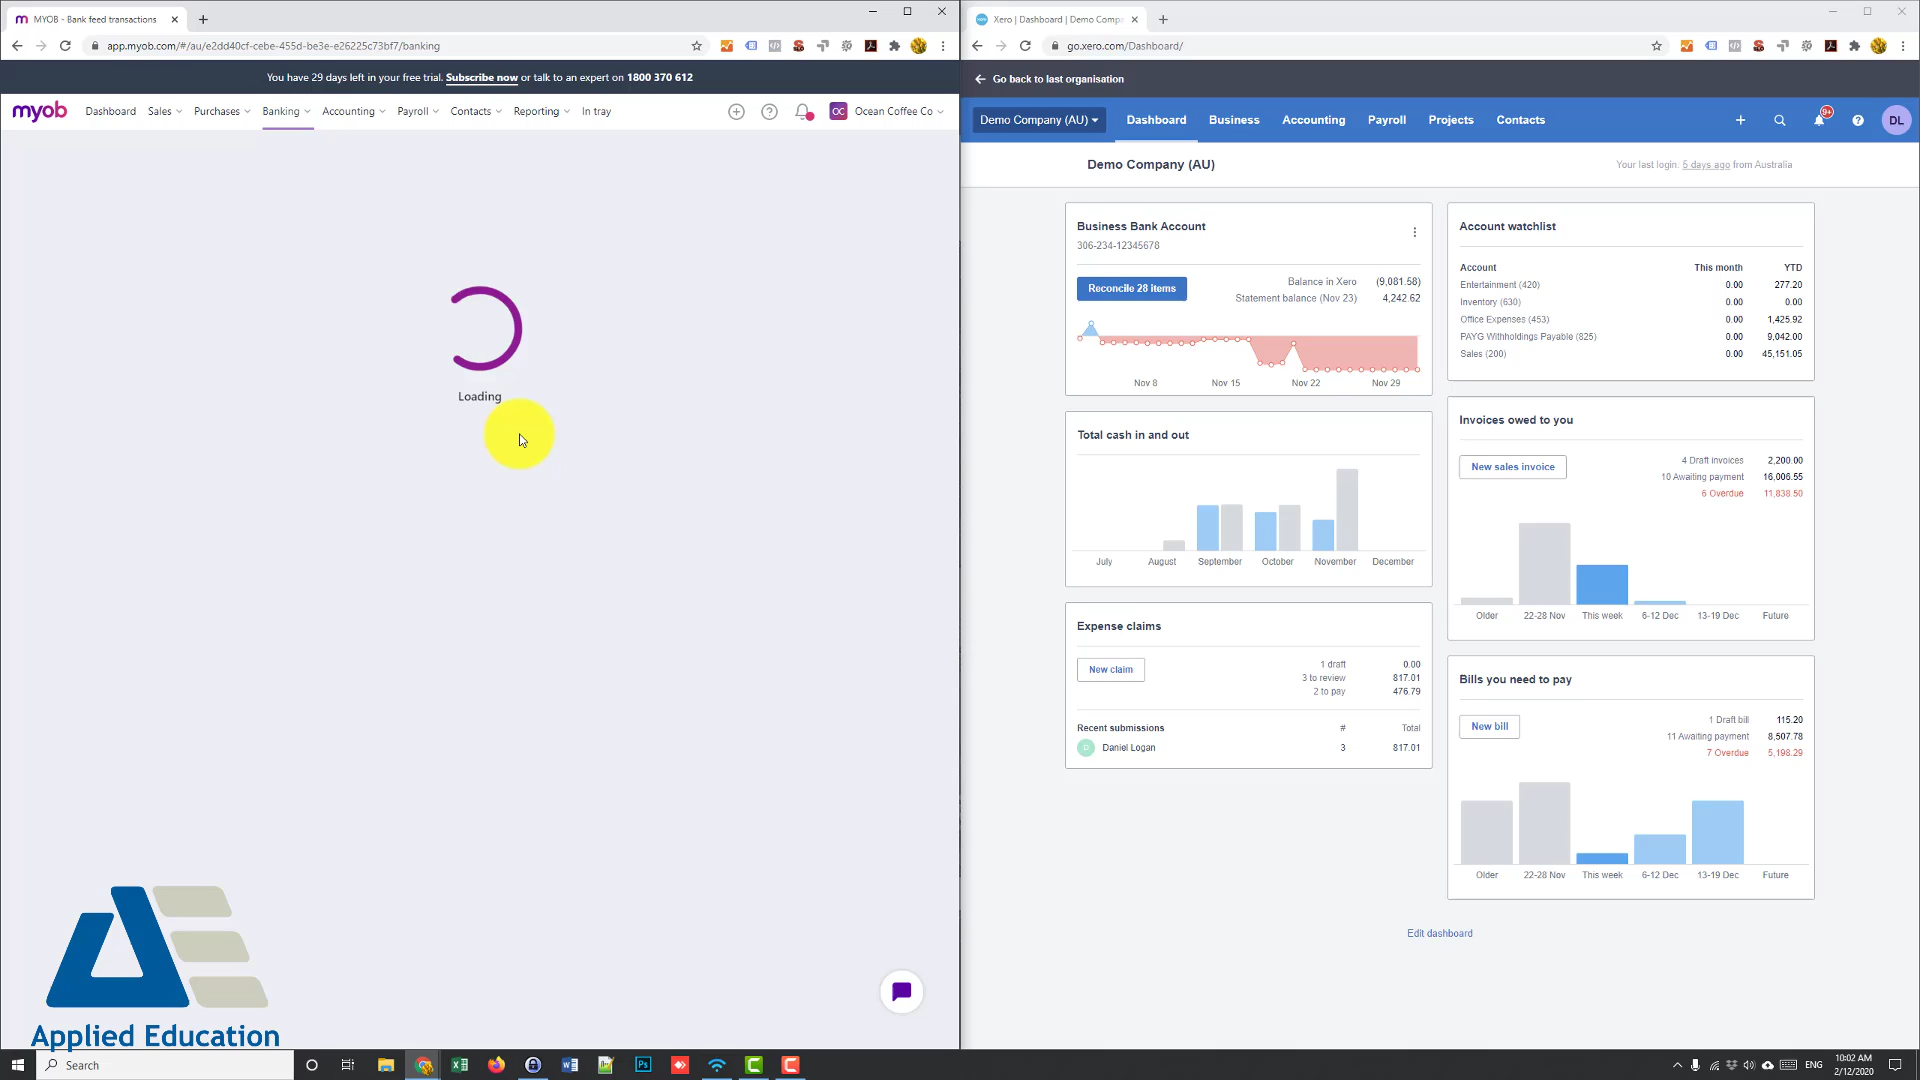 MYOB - Bank feed transactions
app.myob.com/#/au/e2dd40cf-cebe-455d-be3e-e26225c73bf7/banking
You have 29 days left in your free trial. Subscribe now or talk to an expert on 1800 370 612
myob Dashboard Sales Purchases Banking Accounting Payroll Contacts Reporting In tray OC Ocean Coffee Co
Loading
Applied Education
Xero | Dashboard | Demo Comp
go.xero.com/Dashboard/
Go back to last organisation
Demo Company (AU) Dashboard Business Accounting Payroll Projects Contacts 9+ DL
Demo Company (AU)
Your last login: 5 days ago from Australia
Business Bank Account
306-234-12345678
Reconcile 28 items
Balance in Xero (9,081.58)
Statement balance (Nov 23) 4,242.62
Nov 8 Nov 15 Nov 22 Nov 29
Total cash in and out
July August September October November December
Expense claims
New claim
1 draft 0.00
3 to review 817.01
2 to pay 476.79
Recent submissions # Total
D Daniel Logan 3 817.01
Account watchlist
Account This month YTD
Entertainment (420) 0.00 277.20
Inventory (630) 0.00 0.00
Office Expenses (453) 0.00 1,425.92
PAYG Withholdings Payable (825) 0.00 9,042.00
Sales (200) 0.00 45,151.05
Invoices owed to you
New sales invoice
4 Draft invoices 2,200.00
10 Awaiting payment 16,006.55
6 Overdue 11,838.50
Older 22-28 Nov This week 6-12 Dec 13-19 Dec Future
Bills you need to pay
New bill
1 Draft bill 115.20
11 Awaiting payment 8,507.78
7 Overdue 5,198.29
Older 22-28 Nov This week 6-12 Dec 13-19 Dec Future
Edit dashboard
Search
ENG
10:02 AM
2/12/2020